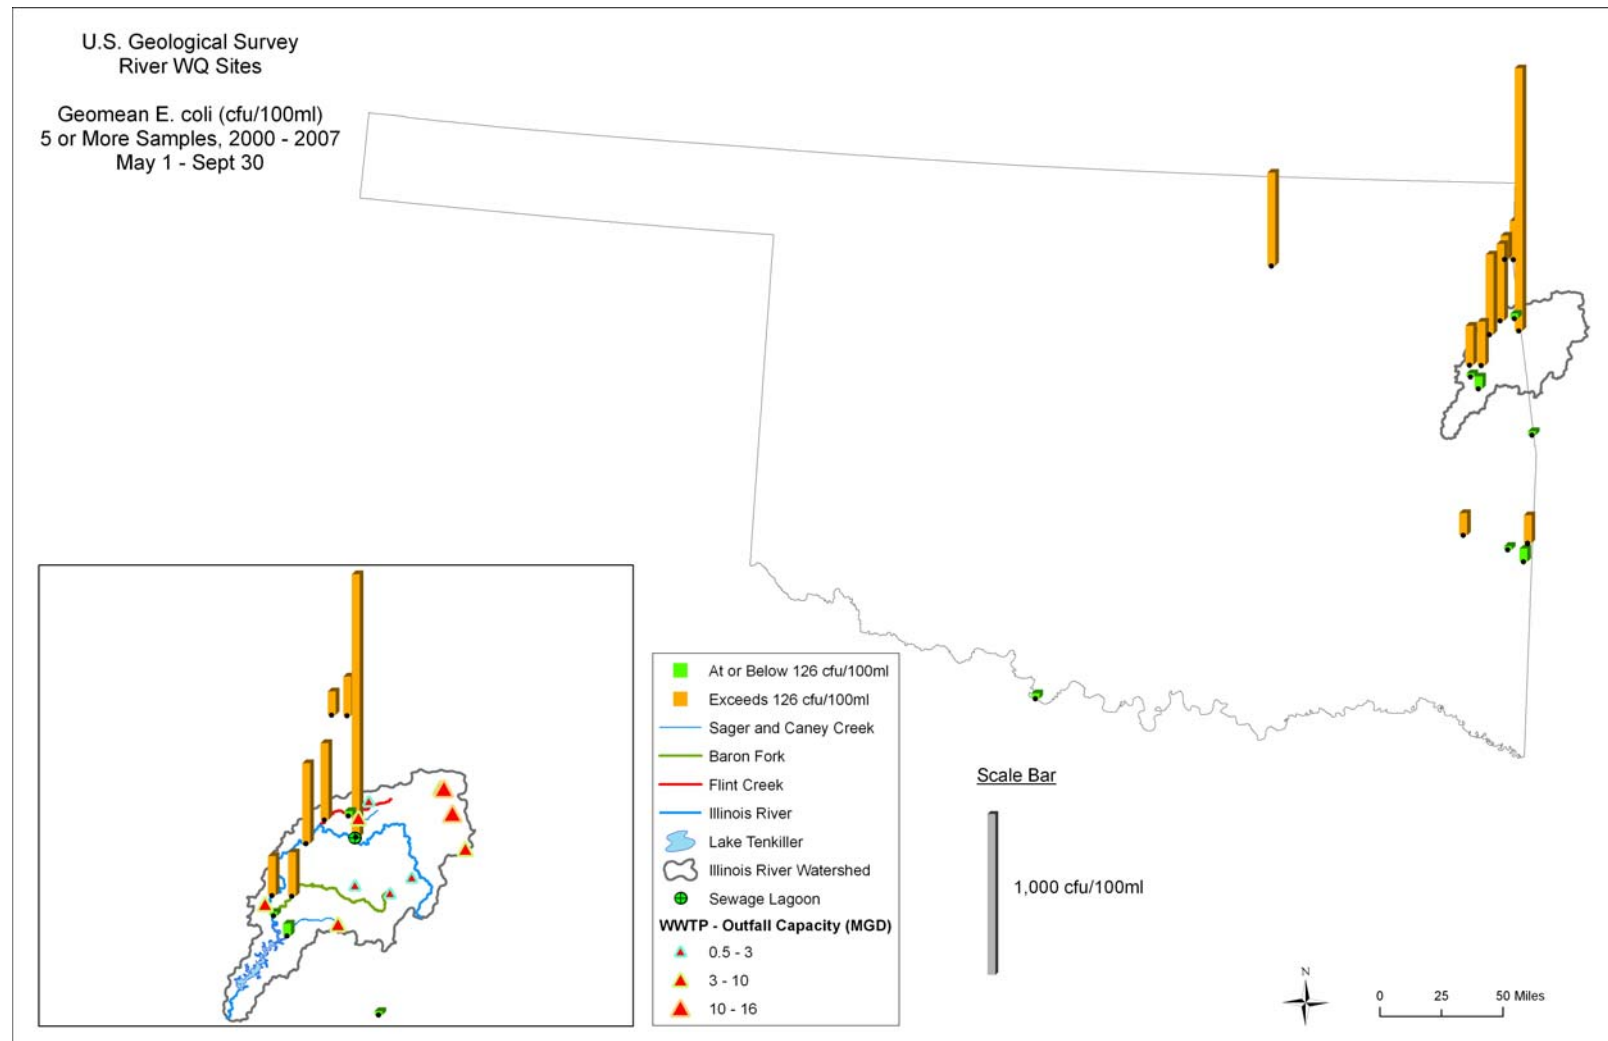 U.S. Geological Survey
River WQ Sites
Geomean E. coli (cfu/100ml)
5 or More Samples, 2000 - 2007
May 1 - Sept 30
At or Below 126 cfu/100ml
Exceeds 126 cfu/100ml
Sager and Caney Creek
Baron Fork
Flint Creek
Illinois River
Lake Tenkiller
Illinois River Watershed
Sewage Lagoon
WWTP - Outfall Capacity (MGD)
0.5 - 3
3 - 10
10 - 16
Scale Bar
1,000 cfu/100ml
N
0 25 50 Miles